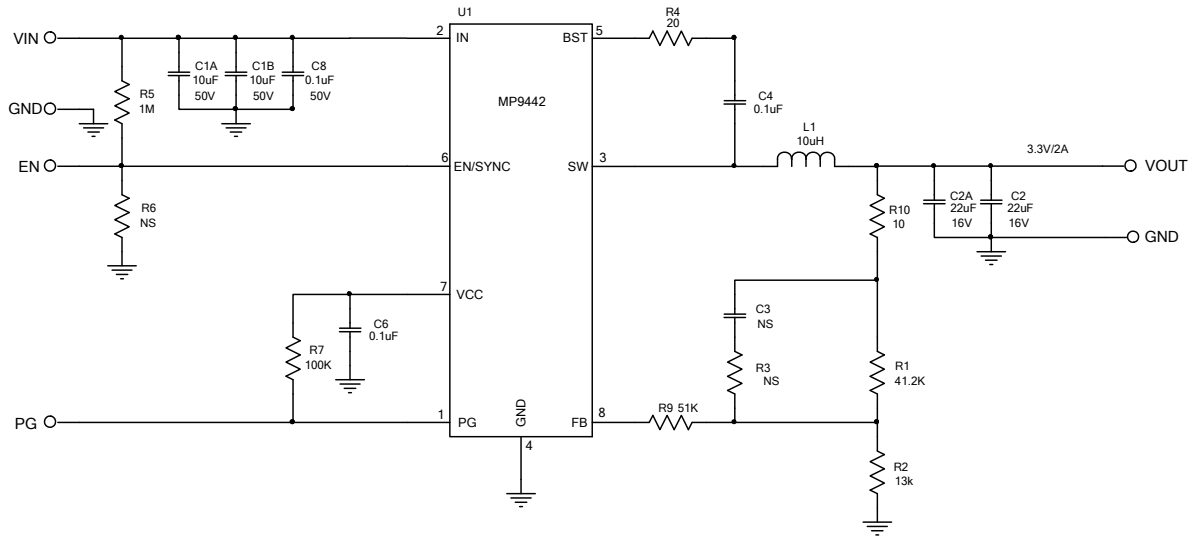 U1
R4
20
VIN
2
IN
BST
5
C1A
10uF
50V
C1B
10uF
50V
C8
0.1uF
50V
R5
1M
MP9442
C4
0.1uF
GND
L1
10uH
EN
6
EN/SYNC
SW
3
3.3V/2A
VOUT
R6
NS
R10
10
C2A
22uF
16V
C2
22uF
16V
GND
7
VCC
C6
0.1uF
C3
NS
R7
100K
R3
NS
R1
41.2K
PG
1
PG
GND
4
FB
8
R9 51K
R2
13k